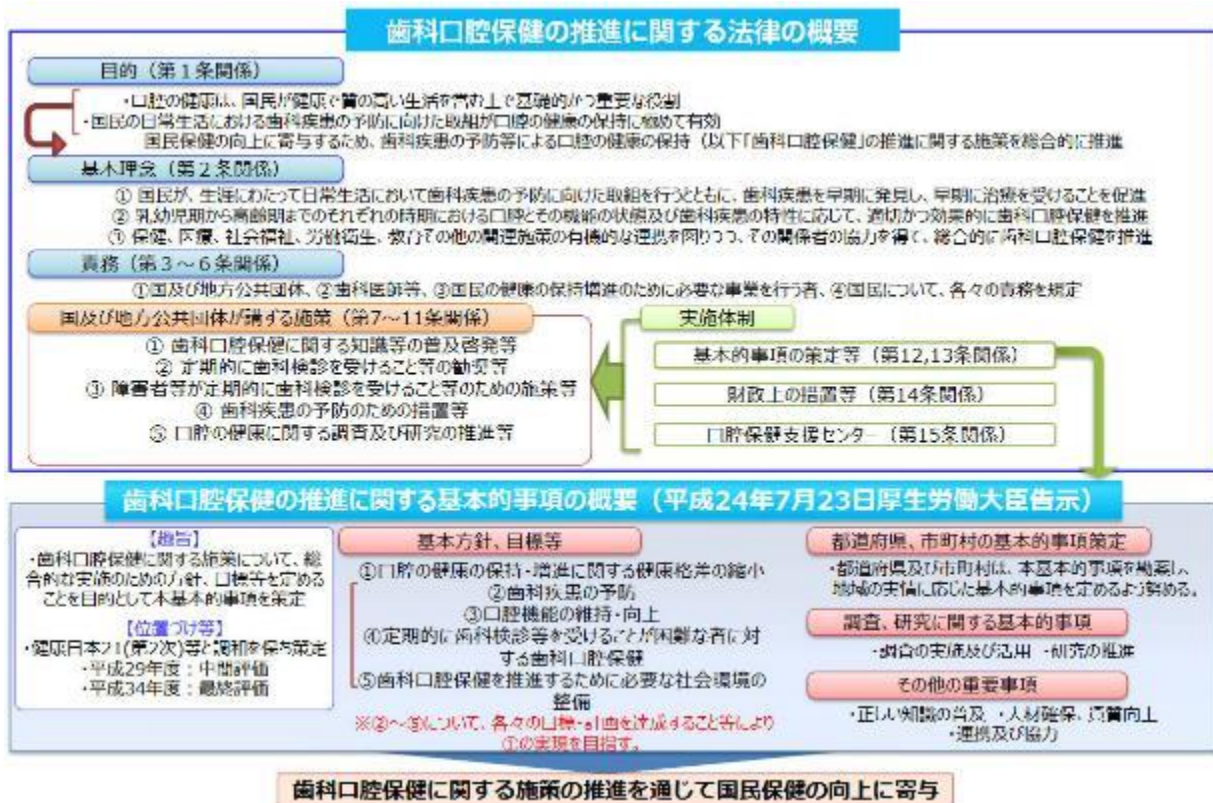 歯科口腔保健の推進に関する法律の概要
目的（第１条関係）
・口腔の健康は、国民が健康で質の高い生活を営む上で基礎的かつ重要な役割
・国民の日常生活における歯科疾患の予防に向けた取組が口腔の健康の保持に極めて有効
国民保健の向上に寄与するため、歯科疾患の予防等による口腔の健康の保持（以下「歯科口腔保健」の推進に関する施策を総合的に推進
基本理念（第２条関係）
① 国民が、生涯にわたって日常生活において歯科疾患の予防に向けた取組を行うとともに、歯科疾患を早期に発見し、早期に治療を受けることを促進
② 乳幼児期から高齢期までのそれぞれの時期における口腔とその機能の状態及び歯科疾患の特性に応じて、適切かつ効果的に歯科口腔保健を推進
③ 保健、医療、社会福祉、労働衛生、教育その他の関連施策の有機的な連携を図りつつ、その関係者の協力を得て、総合的に歯科口腔保健を推進
責務（第３～６条関係）
①国及び地方公共団体、②歯科医師等、③国民の健康の保持増進のために必要な事業を行う者、④国民について、各々の責務を規定
国及び地方公共団体が講する施策（第7～11条関係）
① 歯科口腔保健に関する知識等の普及啓発等
② 定期的に歯科検診を受けること等の勧奨等
③ 障害者等が定期的に歯科検診を受けること等のための施策等
④ 歯科疾患の予防のための措置等
⑤ 口腔の健康に関する調査及び研究の推進等
実施体制
基本的事項の策定等（第12,13条関係）
財政上の措置等（第14条関係）
口腔保健支援センター（第15条関係）
歯科口腔保健の推進に関する基本的事項の概要（平成24年7月23日厚生労働大臣告示）
【趣旨】
・歯科口腔保健に関する施策について、総
合的な実施のための方針、目標等を定める
ことを目的として本基本的事項を策定
【位置づけ等】
・健康日本21(第2次)等と調和を保ち策定
・平成29年度：中間評価
・平成34年度：最終評価
基本方針、目標等
①口腔の健康の保持・増進に関する健康格差の縮小
②歯科疾患の予防
③口腔機能の維持・向上
④定期的に歯科検診等を受けることが困難な者に対
する歯科口腔保健
⑤歯科口腔保健を推進するために必要な社会環境の
整備
※②～⑤について、各々の目標・計画を達成すること等により
①の実現を目指す。
都道府県、市町村の基本的事項策定
・都道府県及び市町村は、本基本的事項を勘案し、
地域の実情に応じた基本的事項を定めるよう努める。
調査、研究に関する基本的事項
・調査の実施及び活用 ・研究の推進
その他の重要事項
・正しい知識の普及 ・人材確保、資質向上
・連携及び協力
歯科口腔保健に関する施策の推進を通じて国民保健の向上に寄与